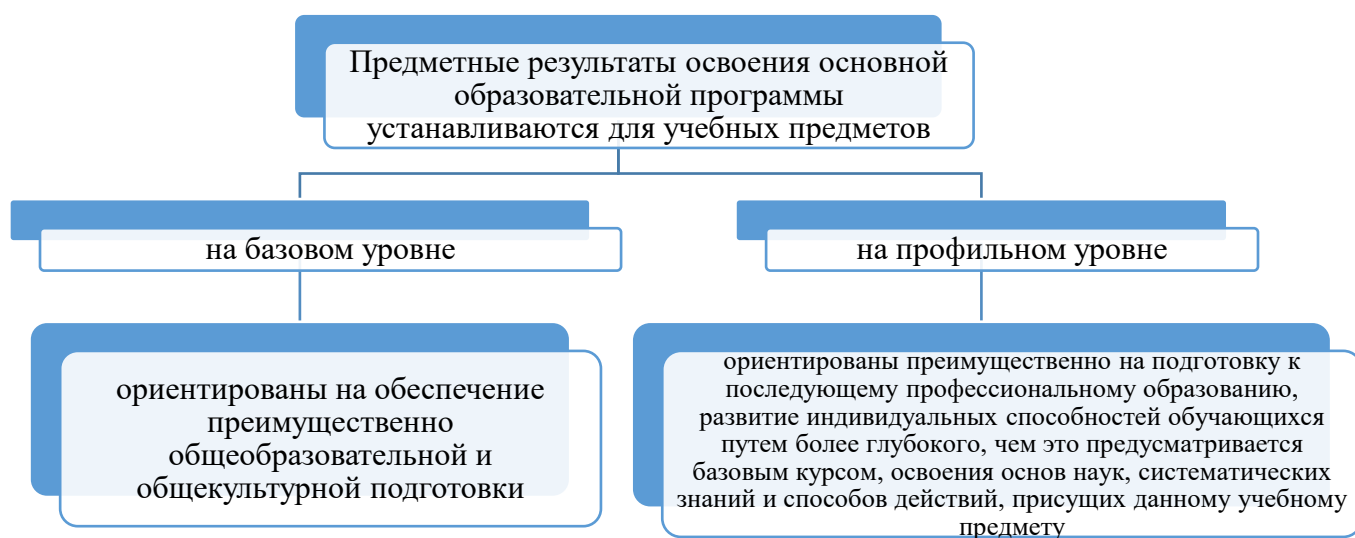 Предметные результаты освоения основной
образовательной программы
устанавливаются для учебных предметов
на базовом уровне
на профильном уровне
ориентированы на обеспечение
преимущественно
общеобразовательной и
общекультурной подготовки
ориентированы преимущественно на подготовку к
последующему профессиональному образованию,
развитие индивидуальных способностей обучающихся
путем более глубокого, чем это предусматривается
базовым курсом, освоения основ наук, систематических
знаний и способов действий, присущих данному учебному
предмету